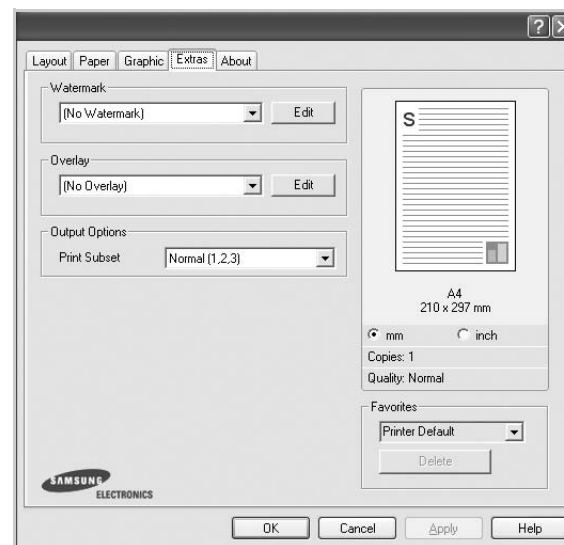 Layout Paper Graphic Extras About
Watermark
(No Watermark) Edit
Overlay
(No Overlay) Edit
Output Options
Print Subset Normal (1,2,3)
S
A4
210 x 297 mm
mm inch
Copies: 1
Quality: Normal
Favorites
Printer Default
Delete
SAMSUNG
ELECTRONICS
OK Cancel Apply Help